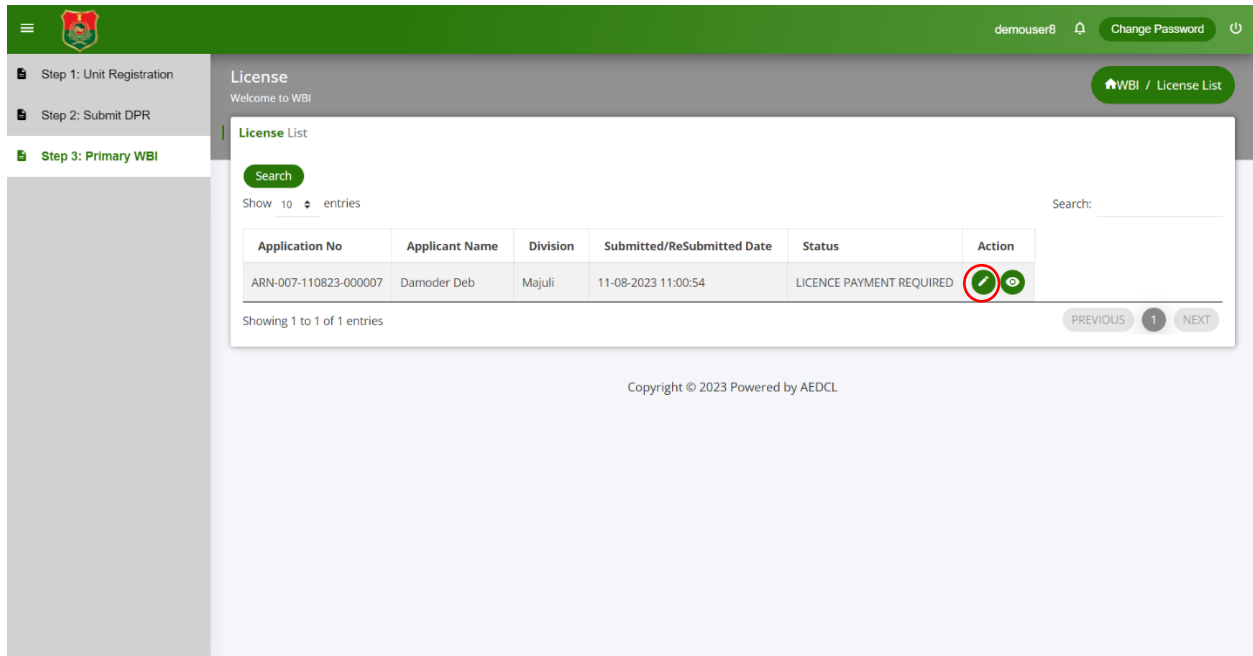 demouser8 Change Password
Step 1: Unit Registration
Step 2: Submit DPR
Step 3: Primary WBI
License
Welcome to WBI
WBI / License List
License List
Search
Show 10 entries
Search:
Application No Applicant Name Division Submitted/ReSubmitted Date Status Action
ARN-007-110823-000007 Damoder Deb Majuli 11-08-2023 11:00:54 LICENCE PAYMENT REQUIRED
Showing 1 to 1 of 1 entries
PREVIOUS 1 NEXT
Copyright © 2023 Powered by AEDCL